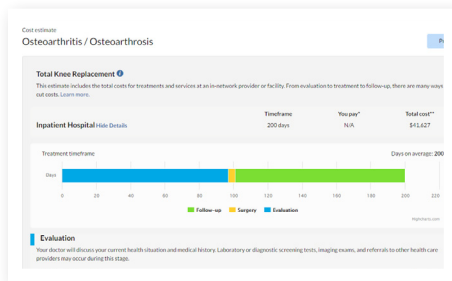 Cost estimate
Osteoarthritis / Osteoarthrosis
Total Knee Replacement
This estimate includes the total costs for treatments and services at an in-network provider or facility. From evaluation to treatment to follow-up, there are many ways
cut costs. Learn more.
Timeframe You pay* Total cost**
Inpatient Hospital Hide Details 200 days N/A $41,627
Treatment timeframe Days on average: 200
Days
0 20 40 60 80 100 120 140 160 180 200 220
Follow-up Surgery Evaluation
Highcharts.com
Evaluation
Your doctor will discuss your current health situation and medical history. Laboratory or diagnostic screening tests, imaging exams, and referrals to other health care
providers may occur during this stage.